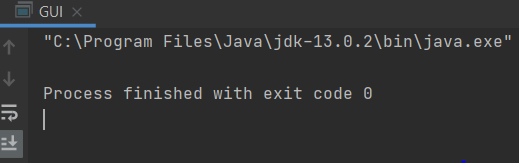 GUI
"C:\Program Files\Java\jdk-13.0.2\bin\java.exe"
Process finished with exit code 0